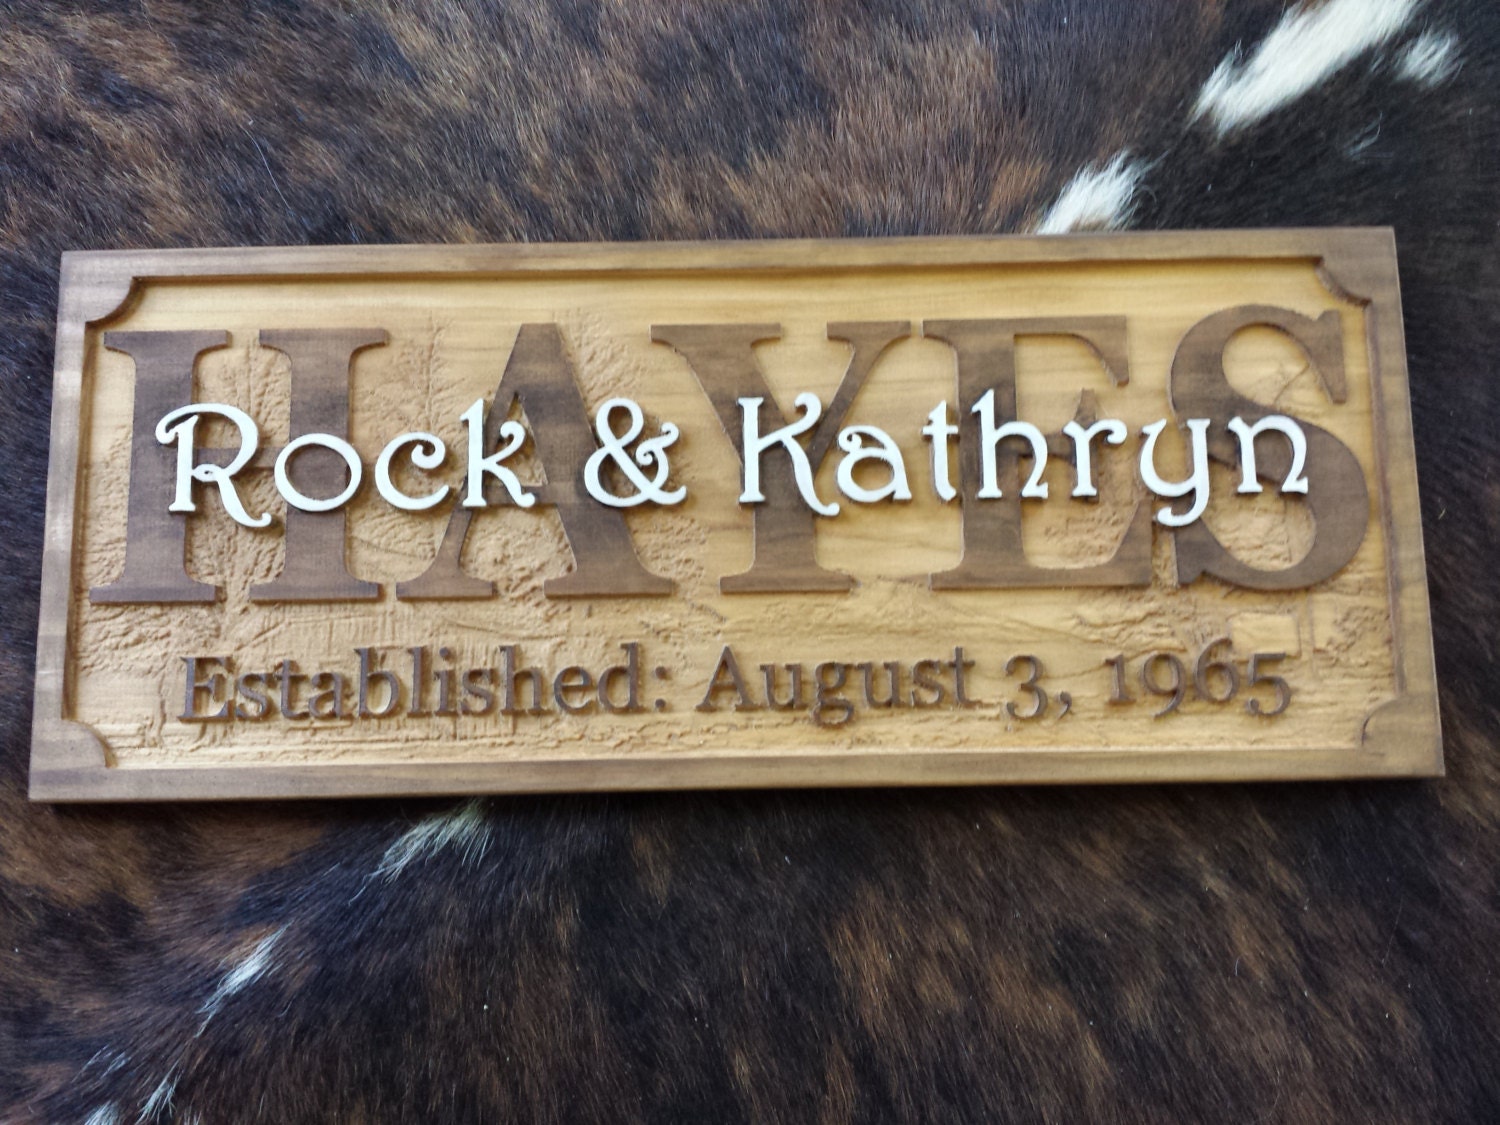 HAYES
Rock & Kathryn
Established: August 3, 1965